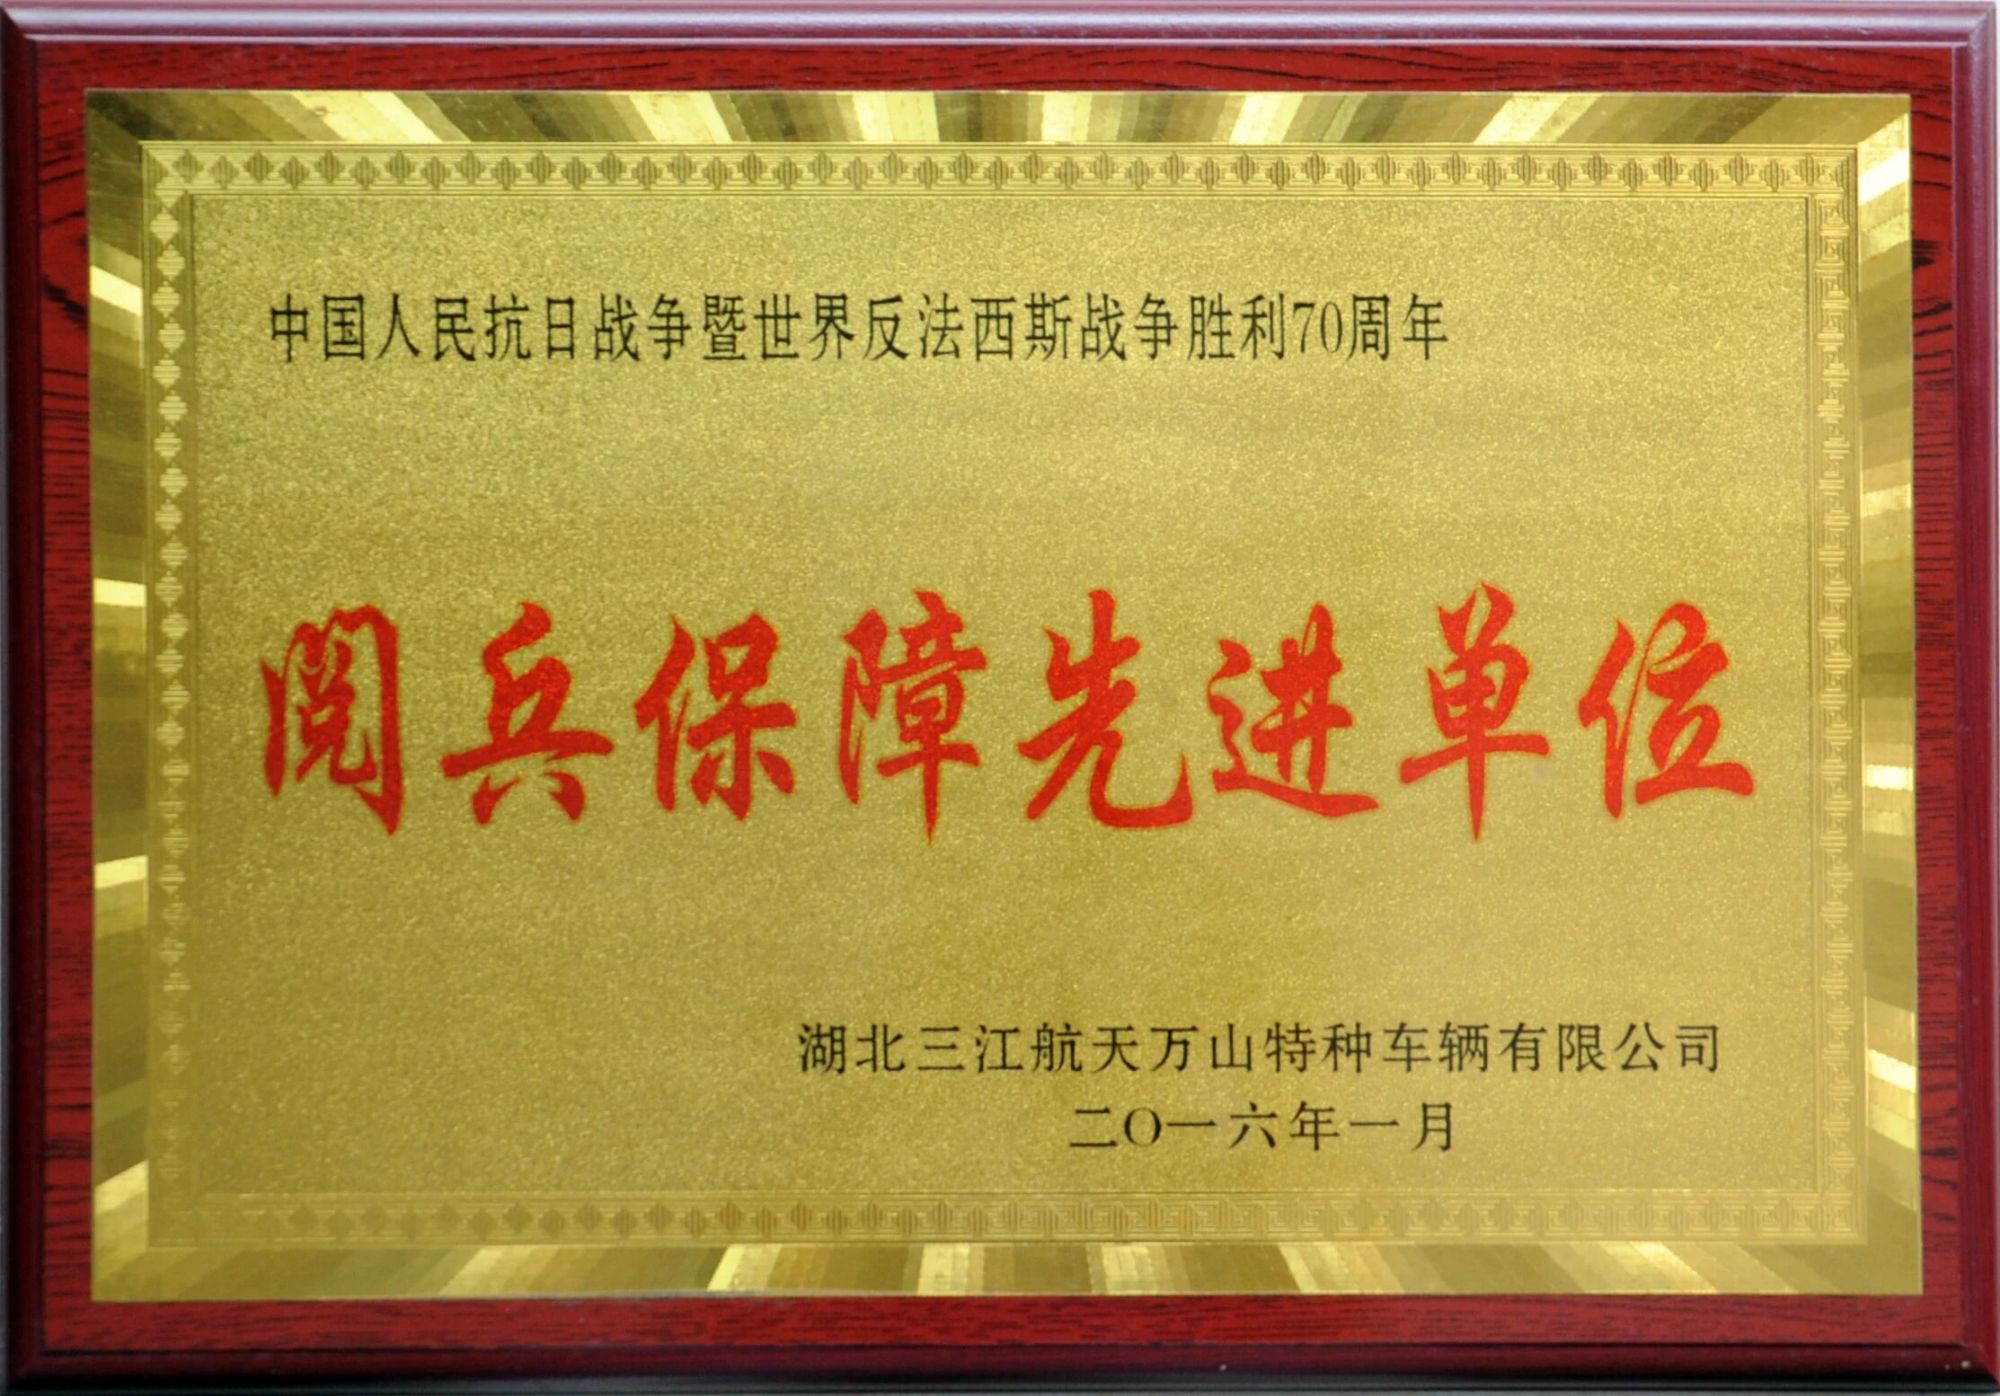 中国人民抗日战争暨世界反法西斯战争胜利70周年
阅兵保障先进单位
湖北三江航天万山特种车辆有限公司
二〇一六年一月